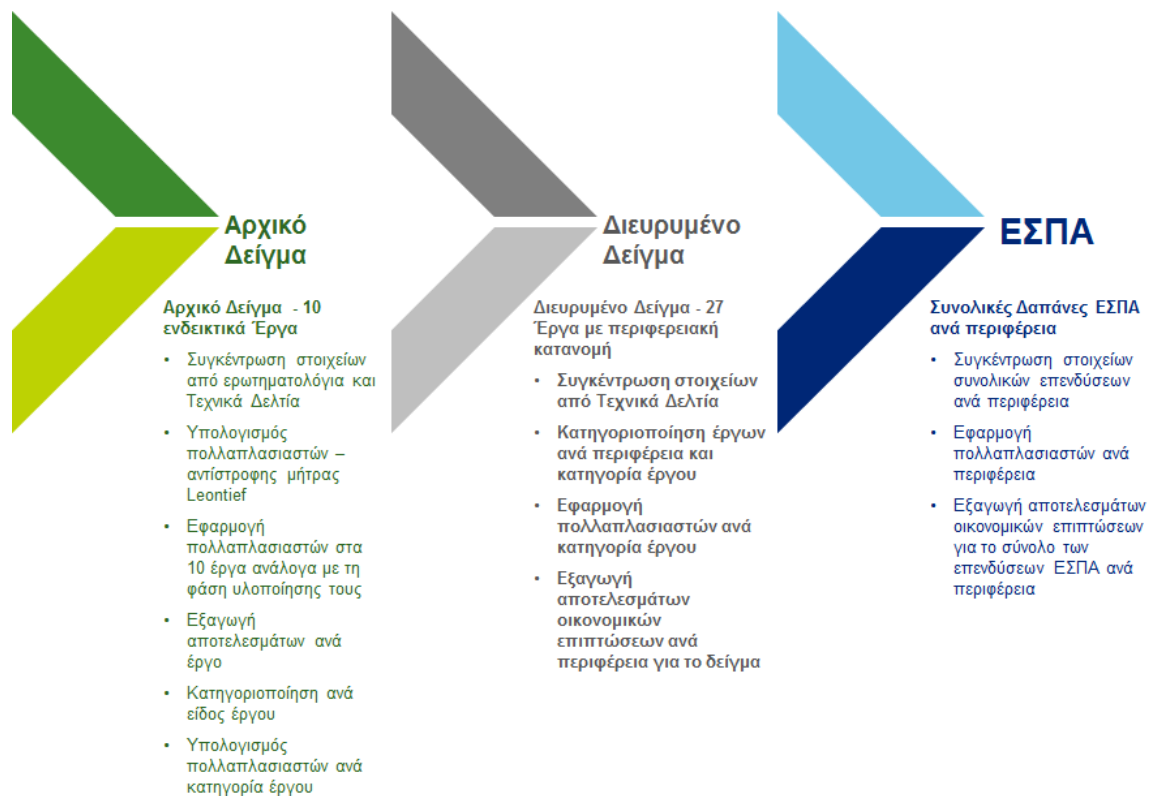 Αρχικό
Δείγμα
Αρχικό Δείγμα - 10
ενδεικτικά Έργα
• Συγκέντρωση στοιχείων
από ερωτηματολόγια και
Τεχνικά Δελτία
• Υπολογισμός
πολλαπλασιαστών –
αντίστροφης μήτρας
Leontief
• Εφαρμογή
πολλαπλασιαστών στα
10 έργα ανάλογα με τη
φάση υλοποίησης τους
• Εξαγωγή
αποτελεσμάτων ανά
έργο
• Κατηγοριοποίηση ανά
είδος έργου
• Υπολογισμός
πολλαπλασιαστών ανά
κατηγορία έργου
Διευρυμένο
Δείγμα
Διευρυμένο Δείγμα - 27
Έργα με περιφερειακή
κατανομή
• Συγκέντρωση στοιχείων
από Τεχνικά Δελτία
• Κατηγοριοποίηση έργων
ανά περιφέρεια και
κατηγορία έργου
• Εφαρμογή
πολλαπλασιαστών ανά
κατηγορία έργου
• Εξαγωγή
αποτελεσμάτων
οικονομικών
επιπτώσεων ανά
περιφέρεια για το δείγμα
ΕΣΠΑ
Συνολικές Δαπάνες ΕΣΠΑ
ανά περιφέρεια
• Συγκέντρωση στοιχείων
συνολικών επενδύσεων
ανά περιφέρεια
• Εφαρμογή
πολλαπλασιαστών ανά
περιφέρεια
• Εξαγωγή αποτελεσμάτων
οικονομικών επιπτώσεων
για το σύνολο των
επενδύσεων ΕΣΠΑ ανά
περιφέρεια